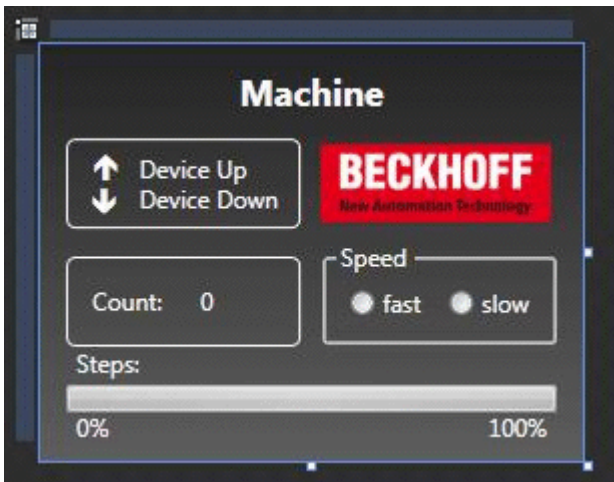 Machine
Device Up
Device Down
BECKHOFF
New Automation Technology
Count: 0
Speed
fast slow
Steps:
0% 100%